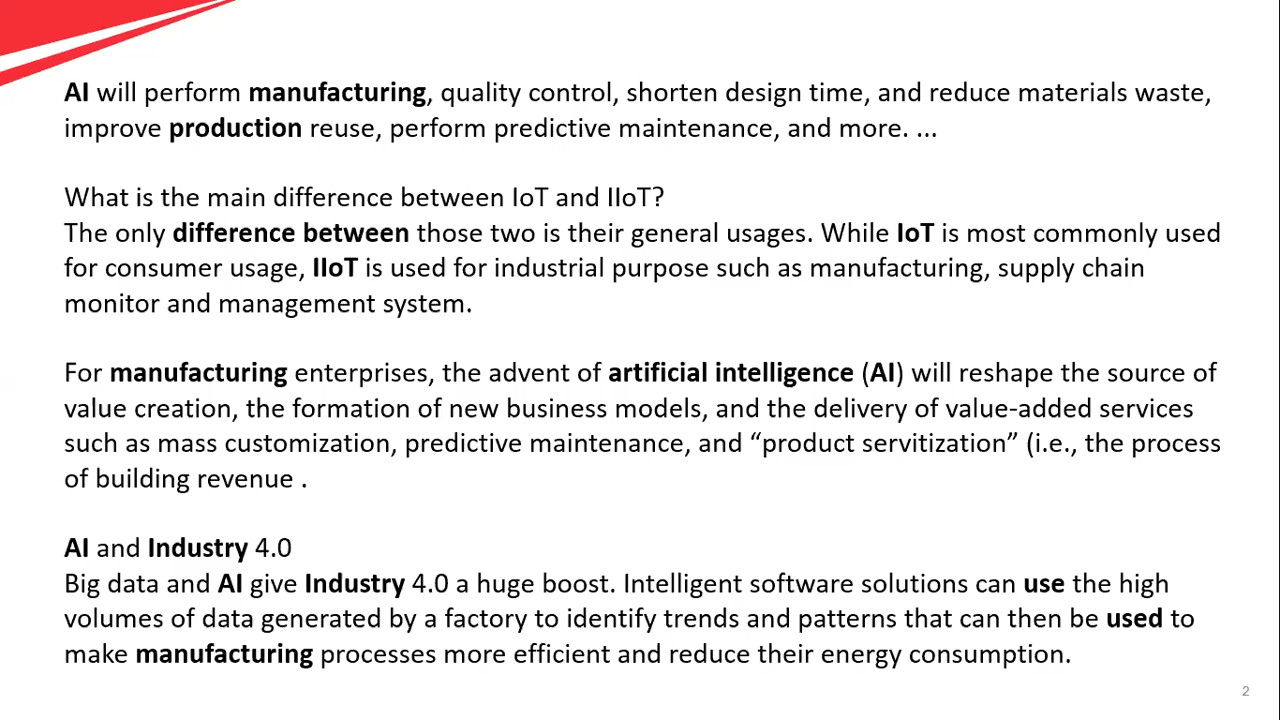 AI will perform manufacturing, quality control, shorten design time, and reduce materials waste,
improve production reuse, perform predictive maintenance, and more. ...
What is the main difference between IoT and IIoT?
The only difference between those two is their general usages. While IoT is most commonly used
for consumer usage, IIoT is used for industrial purpose such as manufacturing, supply chain
monitor and management system.
For manufacturing enterprises, the advent of artificial intelligence (AI) will reshape the source of
value creation, the formation of new business models, and the delivery of value-added services
such as mass customization, predictive maintenance, and “product servitization” (i.e., the process
of building revenue .
AI and Industry 4.0
Big data and AI give Industry 4.0 a huge boost. Intelligent software solutions can use the high
volumes of data generated by a factory to identify trends and patterns that can then be used to
make manufacturing processes more efficient and reduce their energy consumption.
2